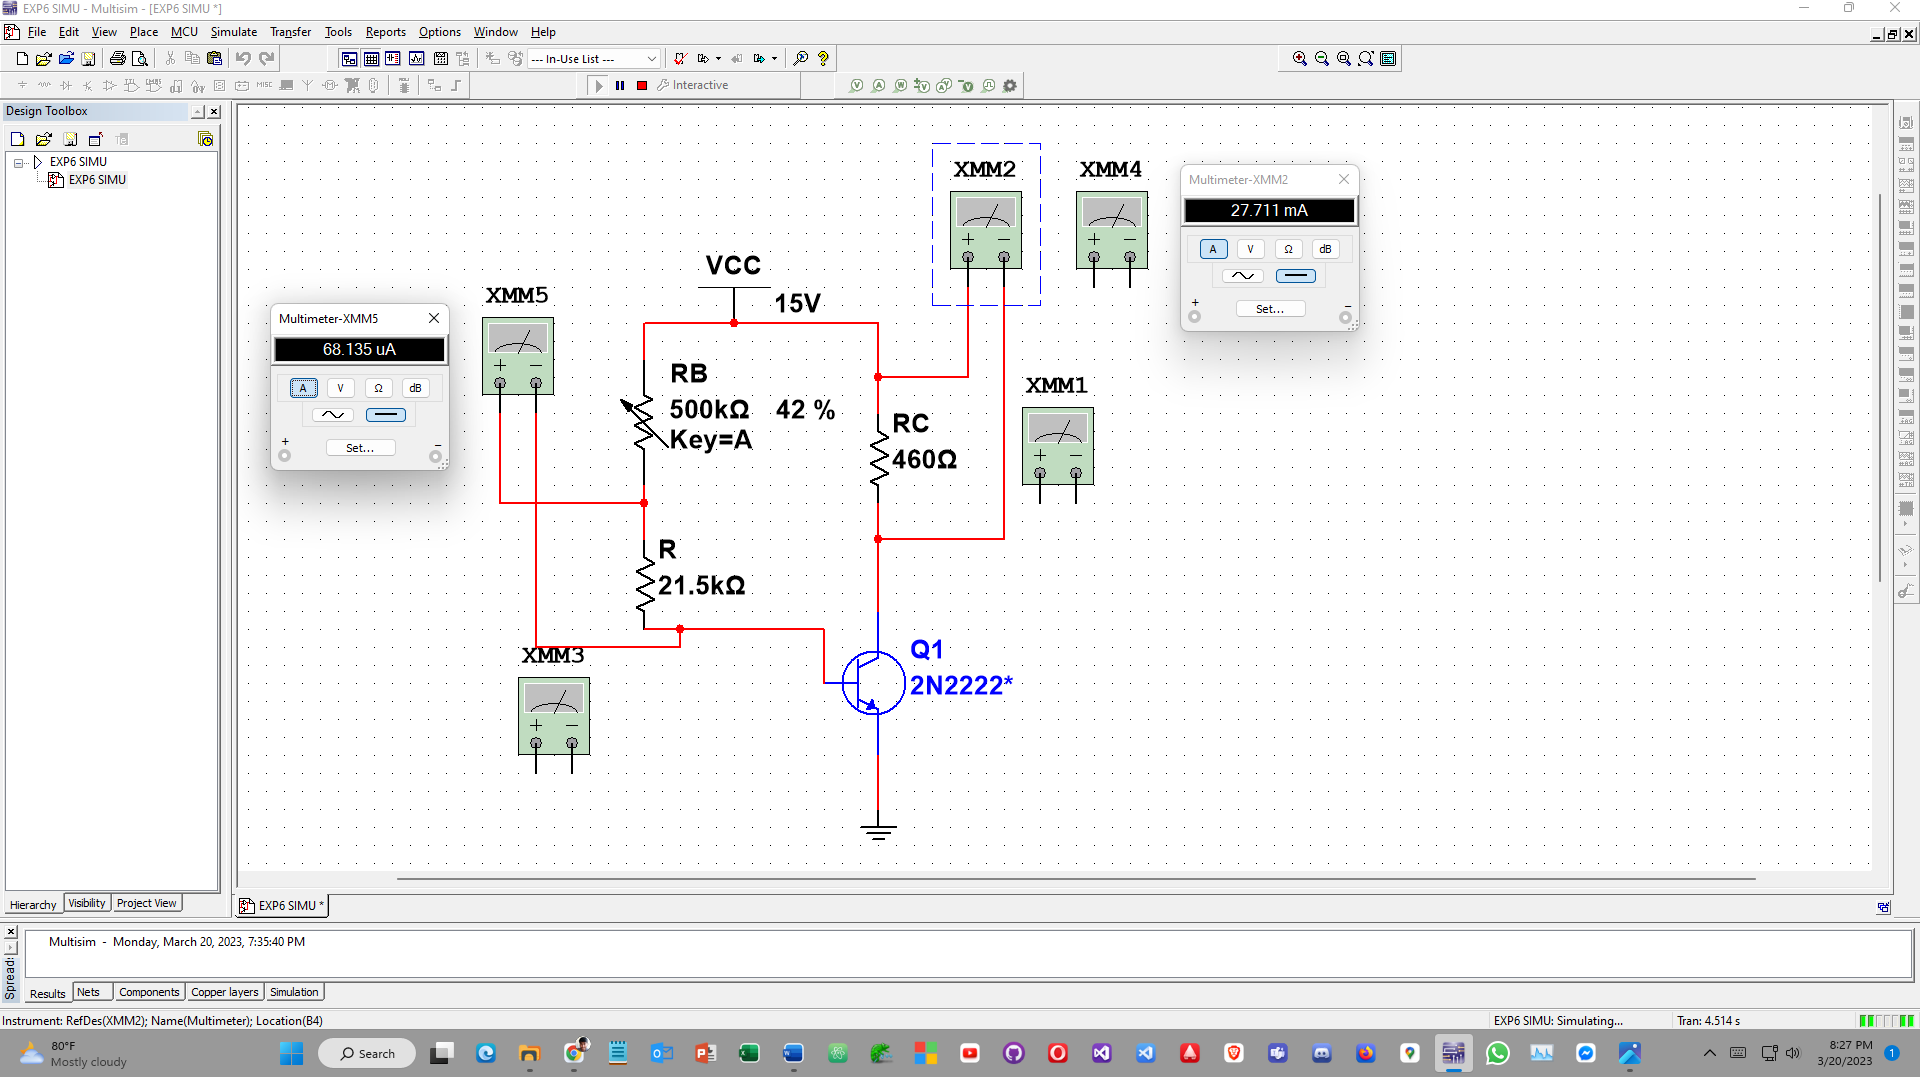 EXP6 SIMU - Multisim - [EXP6 SIMU *]
File Edit View Place MCU Simulate Transfer Tools Reports Options Window Help
--- In-Use List ---
Interactive
Design Toolbox
EXP6 SIMU
EXP6 SIMU
XMM2
XMM4
Multimeter-XMM2
27.711 mA
A V Ω dB
+ −
Set...
VCC
15V
XMM5
Multimeter-XMM5
68.135 uA
A V Ω dB
+ −
Set...
RB
500kΩ 42 %
Key=A
XMM1
RC
460Ω
R
21.5kΩ
XMM3
Q1
2N2222*
Hierarchy Visibility Project View
EXP6 SIMU *
Multisim - Monday, March 20, 2023, 7:35:40 PM
Spread:
Results Nets Components Copper layers Simulation
Instrument: RefDes(XMM2); Name(Multimeter); Location(B4)
EXP6 SIMU: Simulating...
Tran: 4.514 s
80°F
Mostly cloudy
Search
8:27 PM
3/20/2023
1